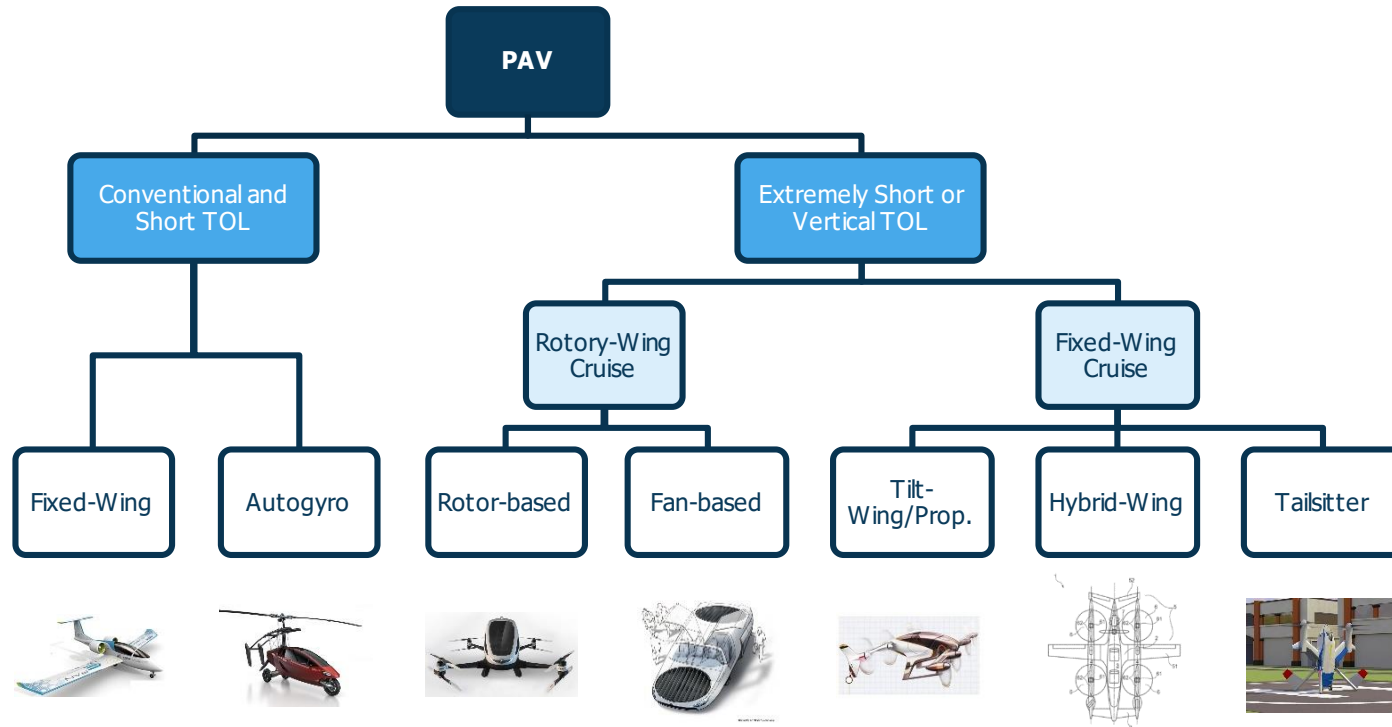 PAV
Conventional and
Short TOL
Extremely Short or
Vertical TOL
Rotory-Wing
Cruise
Fixed-Wing
Cruise
Fixed-Wing
Autogyro
Rotor-based
Fan-based
Tilt-
Wing/Prop.
Hybrid-Wing
Tailsitter